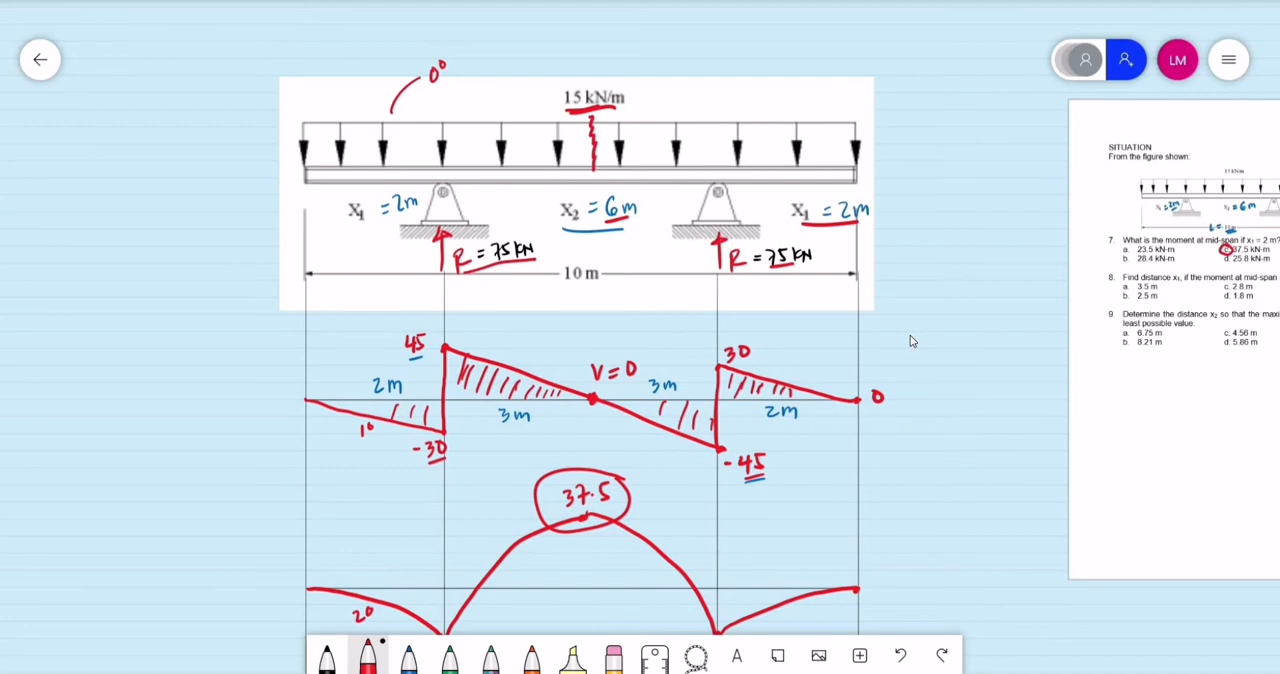 0°
15 kN/m
X1 = 2m
X2 = 6m
X1 = 2m
R = 75 KN
R = 75 KN
10 m
LM
45
2m
1°
-30
3m
V = 0
3m
30
2m
0
-45
37.5
2°
A
SITUATION
From the figure shown:
15 kN/m
= 2m
= 6m
7. What is the moment at mid-span if x1 = 2 m?
a. 23.5 kN-m
c. 37.5 kN-m
b. 28.4 kN-m
d. 25.8 kN-m
8. Find distance x1, if the moment at mid-span
a. 3.5 m
c. 2.8 m
b. 2.5 m
d. 1.8 m
9. Determine the distance x2 so that the maxi
least possible value.
a. 6.75 m
c. 4.56 m
b. 8.21 m
d. 5.86 m